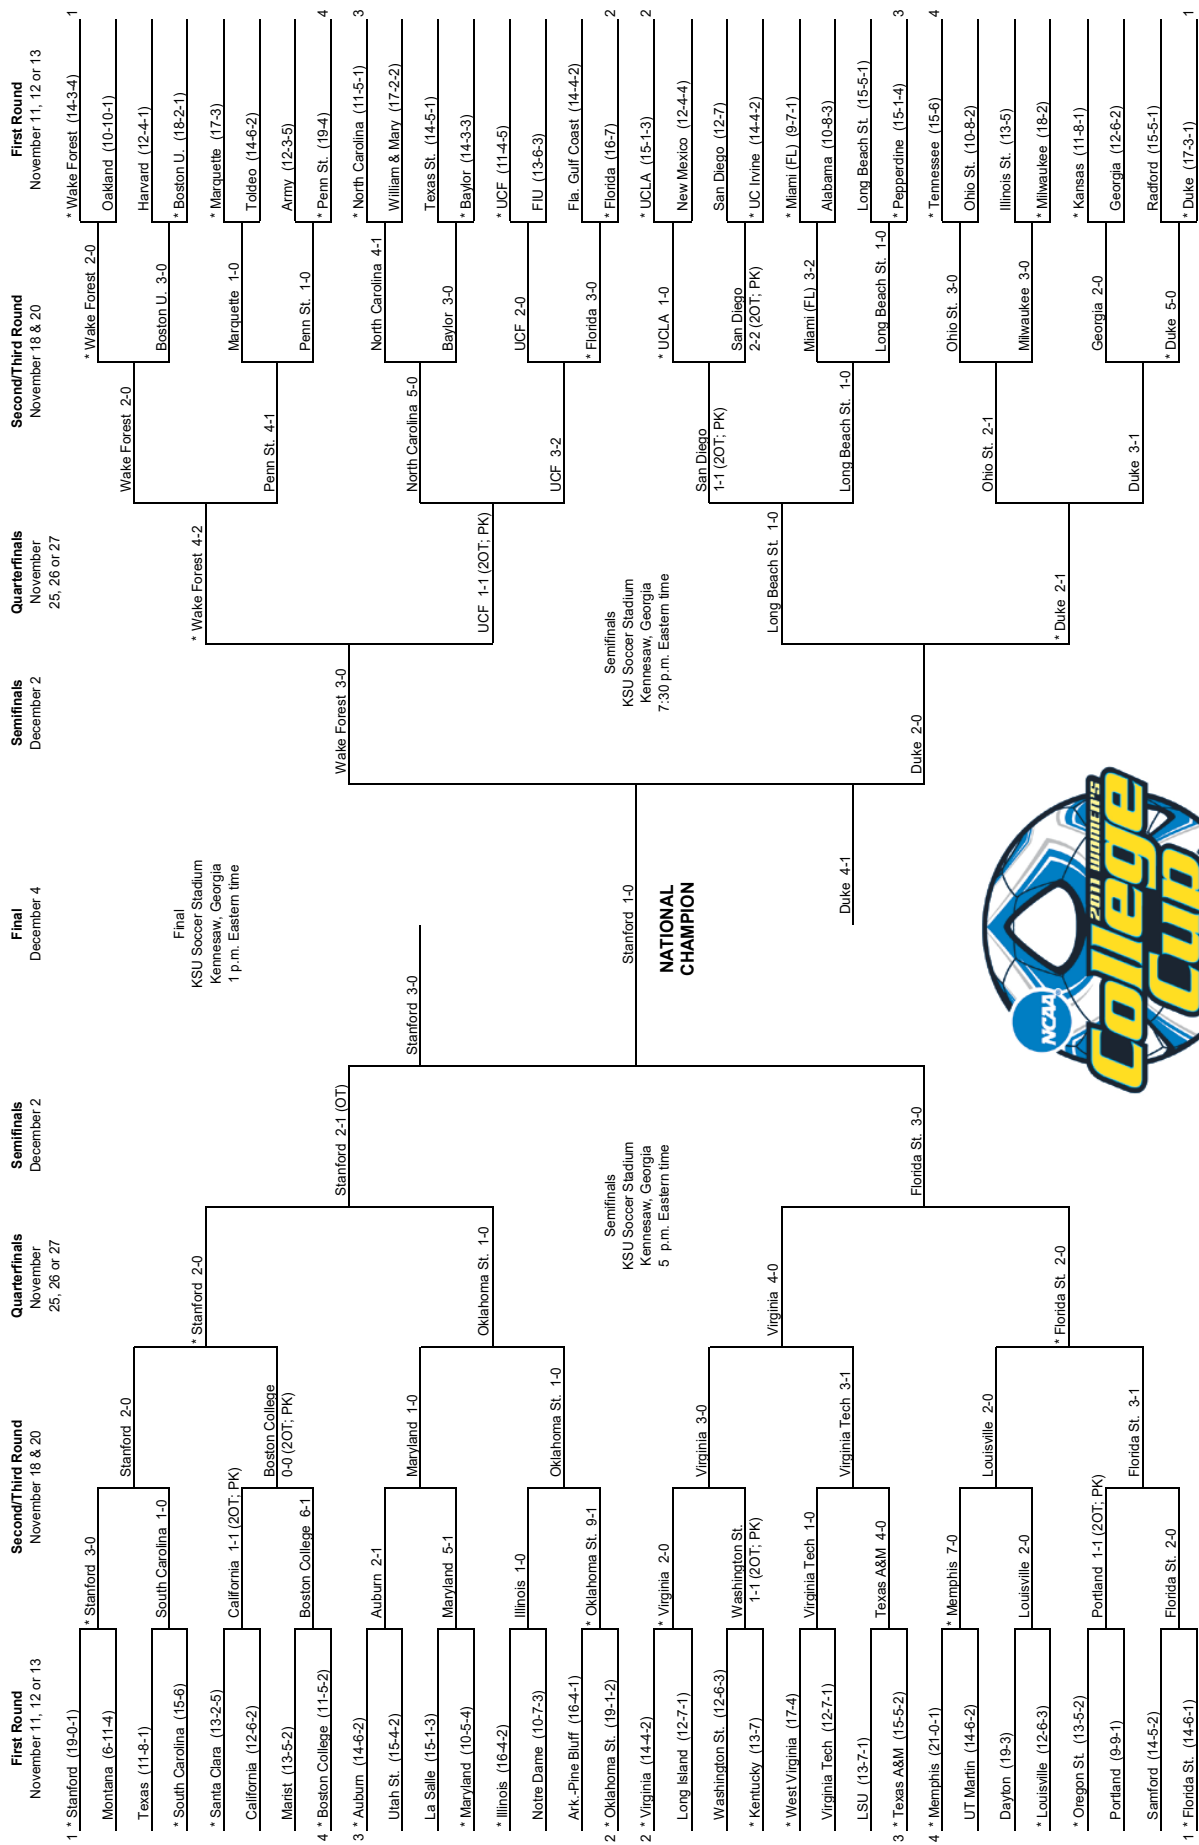 First Round
November 11, 12 or 13
Second/Third Round
November 18 & 20
Quarterfinals
November
25, 26 or 27
Semifinals
December 2
Final
December 4
Semifinals
December 2
Quarterfinals
November
25, 26 or 27
Second/Third Round
November 18 & 20
First Round
November 11, 12 or 13
1 * Stanford (19-0-1)
Montana (6-11-4)
Texas (11-8-1)
* South Carolina (15-6)
* Santa Clara (13-2-5)
California (12-6-2)
Marist (13-5-2)
4 * Boston College (11-5-2)
3 * Auburn (14-6-2)
Utah St. (15-4-2)
La Salle (15-1-3)
* Maryland (10-5-4)
* Illinois (16-4-2)
Notre Dame (10-7-3)
Ark.-Pine Bluff (16-4-1)
2 * Oklahoma St. (19-1-2)
2 * Virginia (14-4-2)
Long Island (12-7-1)
Washington St. (12-6-3)
* Kentucky (13-7)
* West Virginia (17-4)
Virginia Tech (12-7-1)
LSU (13-7-1)
3 * Texas A&M (15-5-2)
4 * Memphis (21-0-1)
UT Martin (14-6-2)
Dayton (19-3)
* Louisville (12-6-3)
* Oregon St. (13-5-2)
Portland (9-9-1)
Samford (14-5-2)
1 * Florida St. (14-6-1)
* Stanford 3-0
South Carolina 1-0
California 1-1 (2OT; PK)
Boston College 6-1
Auburn 2-1
Maryland 5-1
Illinois 1-0
* Oklahoma St. 9-1
* Virginia 2-0
Washington St.
1-1 (2OT; PK)
Virginia Tech 1-0
Texas A&M 4-0
* Memphis 7-0
Louisville 2-0
Portland 1-1 (2OT; PK)
Florida St. 2-0
Stanford 2-0
Boston College
0-0 (2OT; PK)
Maryland 1-0
Oklahoma St. 1-0
Virginia 3-0
Virginia Tech 3-1
Louisville 2-0
Florida St. 3-1
* Stanford 2-0
Oklahoma St. 1-0
Virginia 4-0
* Florida St. 2-0
Stanford 2-1 (OT)
Semifinals
KSU Soccer Stadium
Kennesaw, Georgia
5 p.m. Eastern time
Florida St. 3-0
Stanford 3-0
Final
KSU Soccer Stadium
Kennesaw, Georgia
1 p.m. Eastern time
Stanford 1-0
NATIONAL
CHAMPION
Duke 4-1
NCAA
2011 WOMEN'S
College
Cup
Wake Forest 3-0
Semifinals
KSU Soccer Stadium
Kennesaw, Georgia
7:30 p.m. Eastern time
Duke 2-0
* Wake Forest 4-2
UCF 1-1 (2OT; PK)
Long Beach St. 1-0
* Duke 2-1
Wake Forest 2-0
Penn St. 4-1
North Carolina 5-0
UCF 3-2
San Diego
1-1 (2OT; PK)
Long Beach St. 1-0
Ohio St. 2-1
Duke 3-1
* Wake Forest 2-0
Boston U. 3-0
Marquette 1-0
Penn St. 1-0
North Carolina 4-1
Baylor 3-0
UCF 2-0
* Florida 3-0
* UCLA 1-0
San Diego
2-2 (2OT; PK)
Miami (FL) 3-2
Long Beach St. 1-0
Ohio St. 3-0
Milwaukee 3-0
Georgia 2-0
* Duke 5-0
* Wake Forest (14-3-4) 1
Oakland (10-10-1)
Harvard (12-4-1)
* Boston U. (18-2-1)
* Marquette (17-3)
Toldeo (14-6-2)
Army (12-3-5)
* Penn St. (19-4) 4
* North Carolina (11-5-1) 3
William & Mary (17-2-2)
Texas St. (14-5-1)
* Baylor (14-3-3)
* UCF (11-4-5)
FIU (13-6-3)
Fla. Gulf Coast (14-4-2)
* Florida (16-7) 2
* UCLA (15-1-3) 2
New Mexico (12-4-4)
San Diego (12-7)
* UC Irvine (14-4-2)
* Miami (FL) (9-7-1)
Alabama (10-8-3)
Long Beach St. (15-5-1)
* Pepperdine (15-1-4) 3
* Tennessee (15-6) 4
Ohio St. (10-8-2)
Illinois St. (13-5)
* Milwaukee (18-2)
* Kansas (11-8-1)
Georgia (12-6-2)
Radford (15-5-1)
* Duke (17-3-1) 1